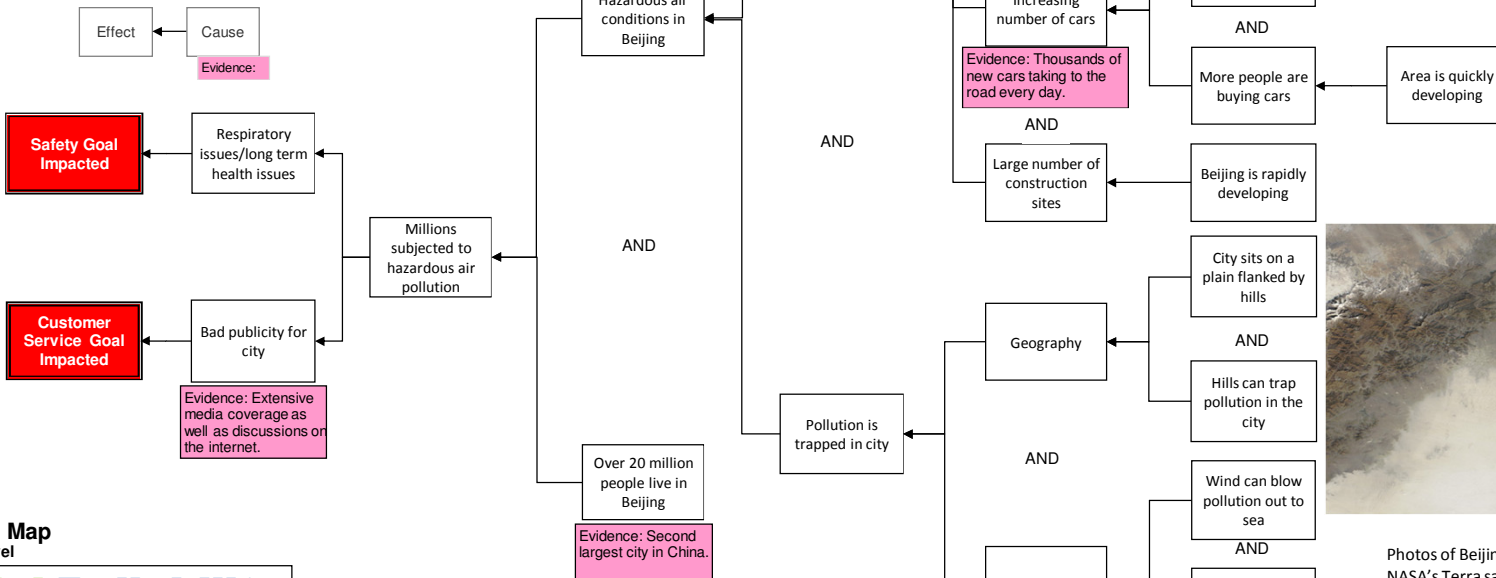 Effect
Cause
Evidence:
Safety Goal
Impacted
Respiratory
issues/long term
health issues
Customer
Service Goal
Impacted
Bad publicity for
city
Evidence: Extensive
media coverage as
well as discussions on
the internet.
Map
Millions
subjected to
hazardous air
pollution
Hazardous air
conditions in
Beijing
AND
Over 20 million
people live in
Beijing
Evidence: Second
largest city in China.
AND
Pollution is
trapped in city
Increasing
number of cars
Evidence: Thousands of
new cars taking to the
road every day.
AND
Large number of
construction
sites
Geography
AND
AND
More people are
buying cars
Area is quickly
developing
Beijing is rapidly
developing
City sits on a
plain flanked by
hills
AND
Hills can trap
pollution in the
city
Wind can blow
pollution out to
sea
AND
Photos of Beijin
NASA's Terra sa